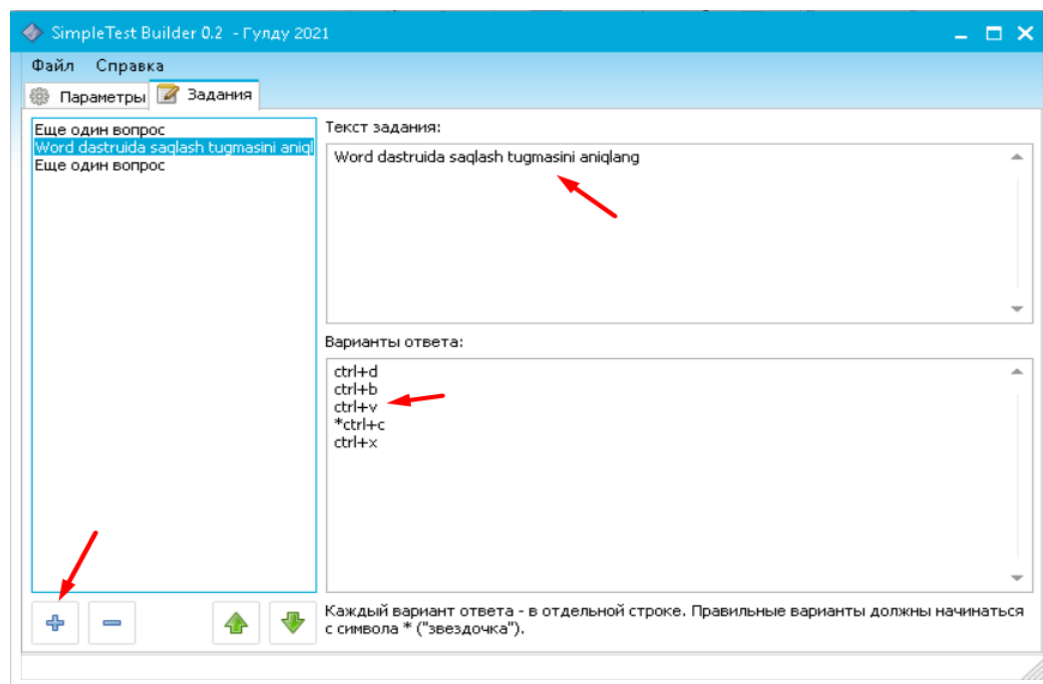 SimpleTest Builder 0.2 - Гулду 2021
Файл Справка
Параметры Задания
Еще один вопрос
Word dastruida saqlash tugmasini aniql
Еще один вопрос
Текст задания:
Word dastruida saqlash tugmasini aniqlang
Варианты ответа:
ctrl+d
ctrl+b
ctrl+v
*ctrl+c
ctrl+x
Каждый вариант ответа - в отдельной строке. Правильные варианты должны начинаться
с символа * ("звездочка").